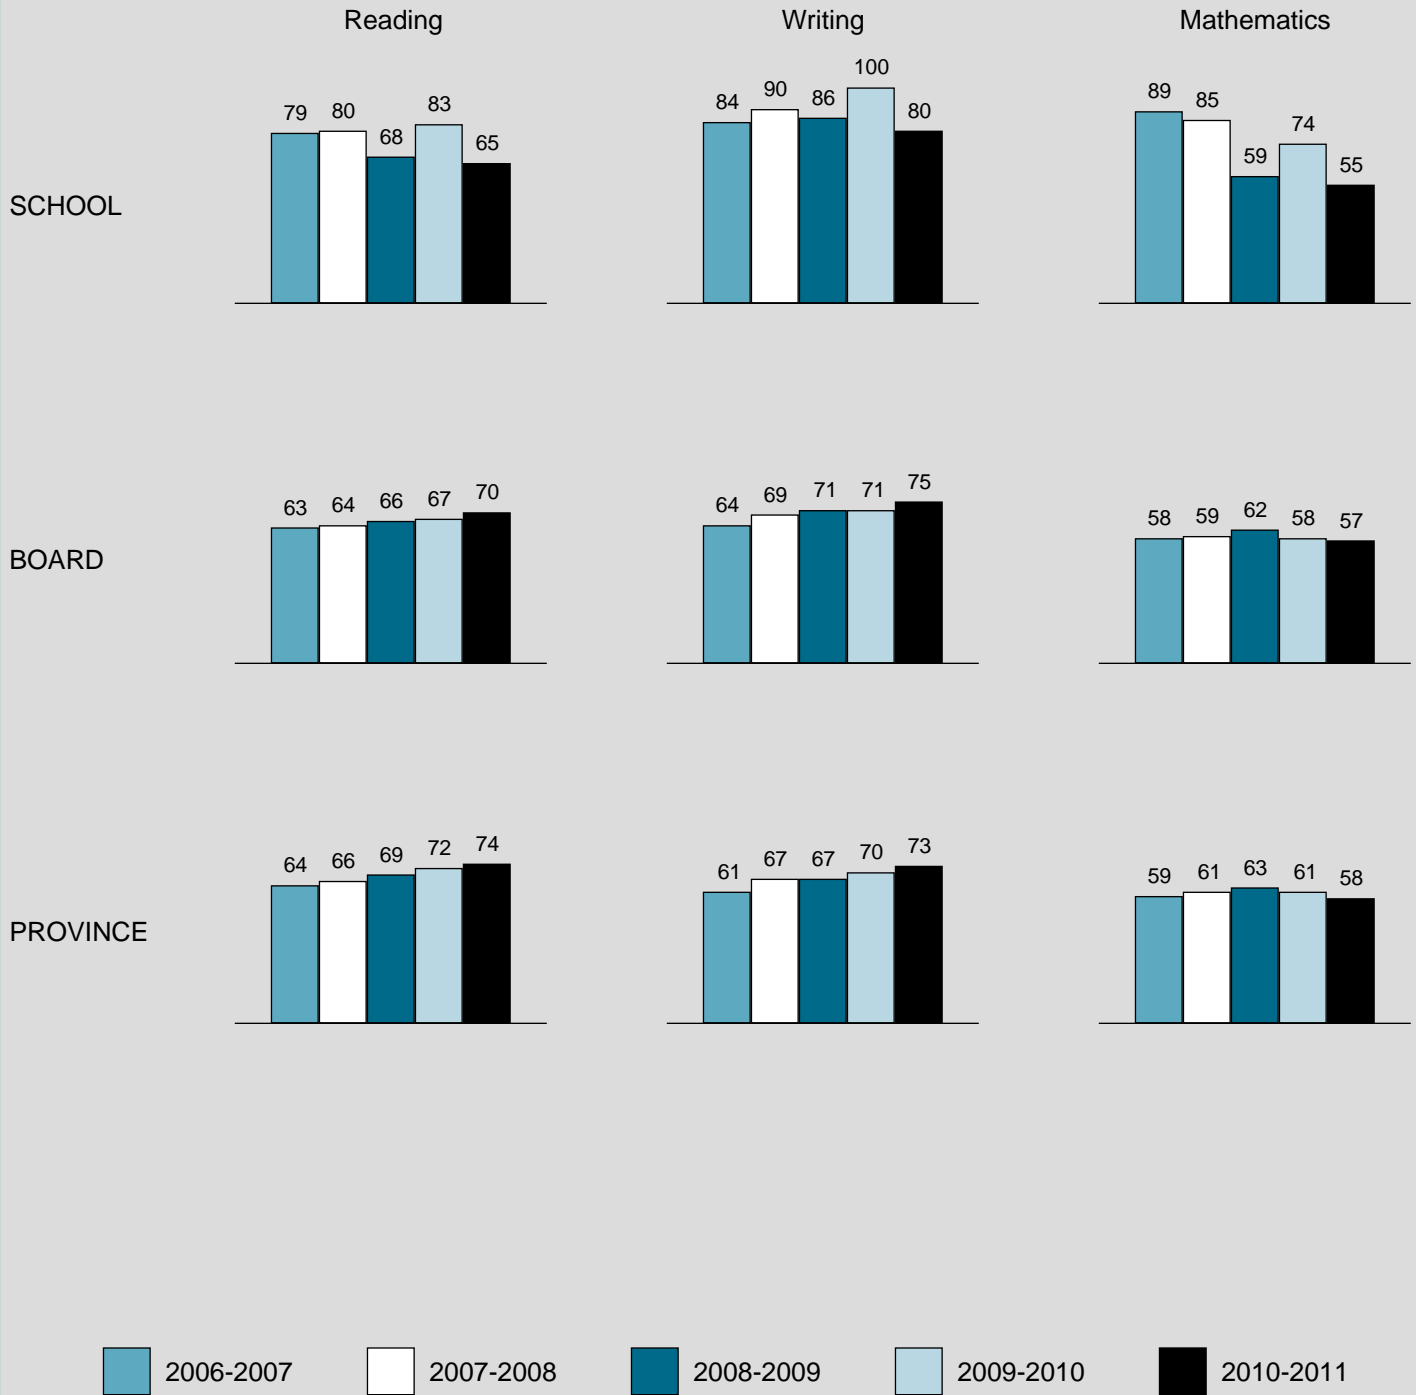 Reading Writing Mathematics
SCHOOL
79 80 68 83 65
84 90 86 100 80
89 85 59 74 55
BOARD
63 64 66 67 70
64 69 71 71 75
58 59 62 58 57
PROVINCE
64 66 69 72 74
61 67 67 70 73
59 61 63 61 58
2006-2007 2007-2008 2008-2009 2009-2010 2010-2011